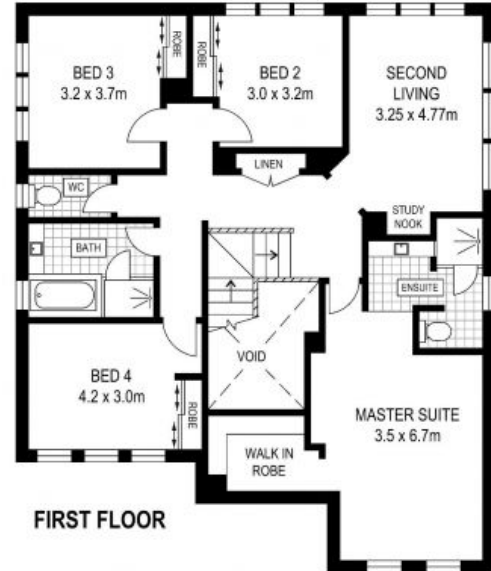 ROBE
ROBE
BED 3
3.2 x 3.7m
BED 2
3.0 x 3.2m
SECOND
LIVING
3.25 x 4.77m
LINEN
WC
STUDY
NOOK
BATH
ENSUITE
VOID
BED 4
4.2 x 3.0m
ROBE
MASTER SUITE
3.5 x 6.7m
WALK IN
ROBE
FIRST FLOOR